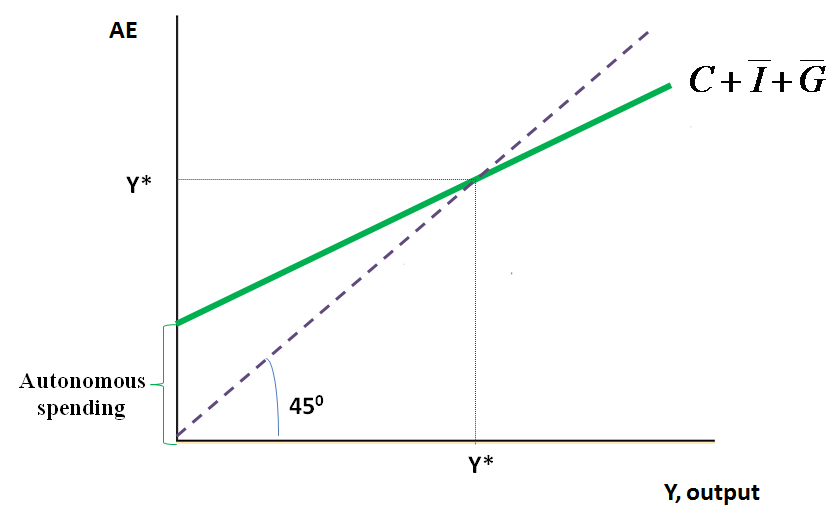 AE
C + I̅ + G̅
Y*
Autonomous
spending
45⁰
Y*
Y, output